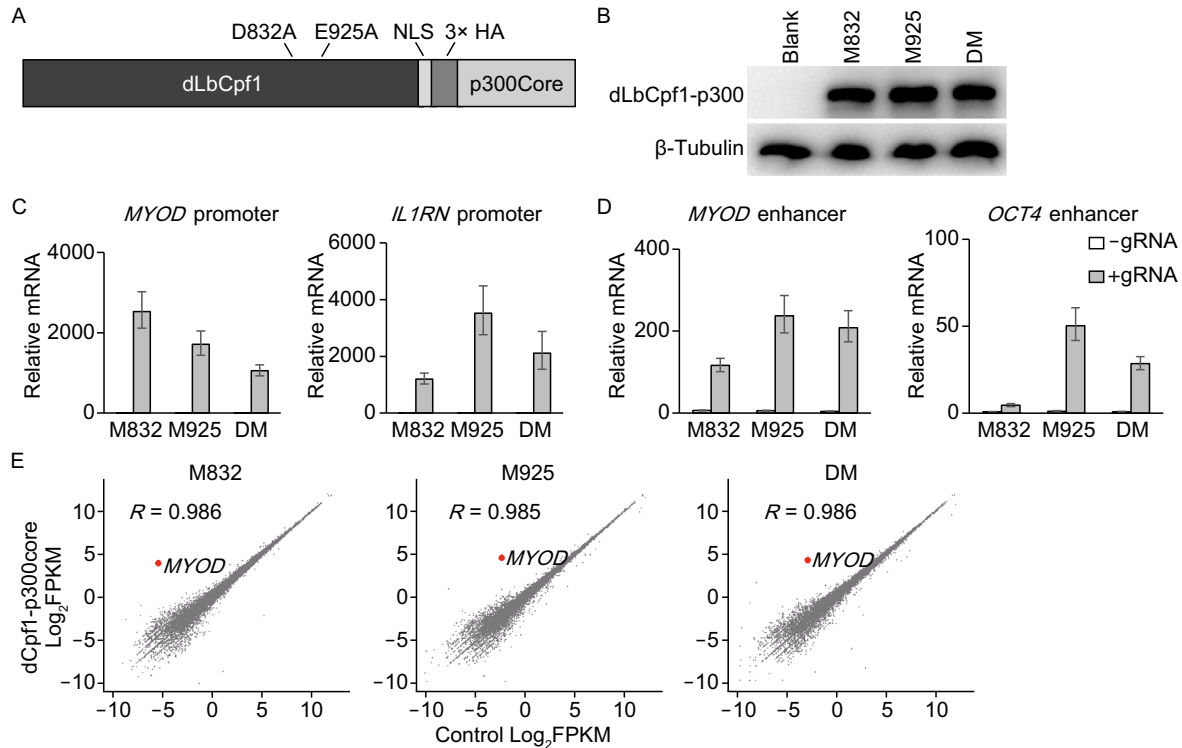 A
D832A E925A NLS 3× HA
dLbCpf1 p300Core
B
Blank M832 M925 DM
dLbCpf1-p300
β-Tubulin
C
MYOD promoter
Relative mRNA
4000
2000
0
M832 M925 DM
IL1RN promoter
Relative mRNA
6000
4000
2000
0
M832 M925 DM
D
MYOD enhancer
Relative mRNA
400
200
0
M832 M925 DM
OCT4 enhancer
Relative mRNA
100
50
0
M832 M925 DM
−gRNA
+gRNA
E
dCpf1-p300core
Log2FPKM
M832
R = 0.986
MYOD
10
5
0
−5
−10
−10 −5 0 5 10
M925
R = 0.985
MYOD
10
5
0
−5
−10
−10 −5 0 5 10
DM
R = 0.986
MYOD
10
5
0
−5
−10
−10 −5 0 5 10
Control Log2FPKM